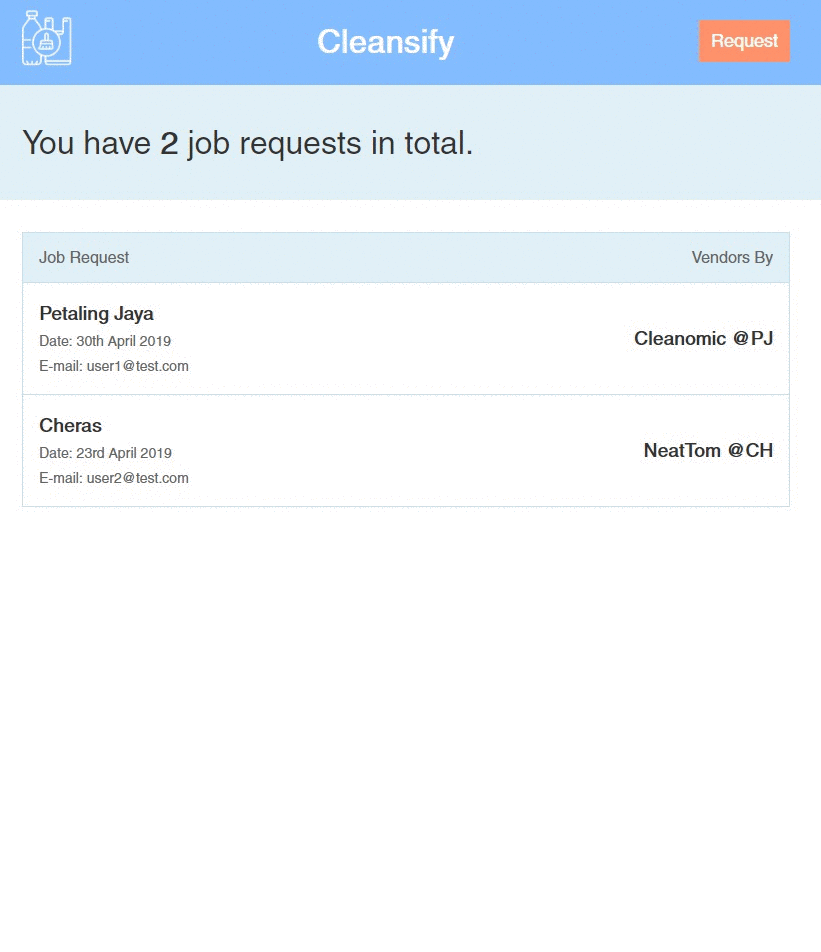 Cleansify
Request
You have 2 job requests in total.
Job Request
Vendors By
Petaling Jaya
Date: 30th April 2019
E-mail: user1@test.com
Cleanomic @PJ
Cheras
Date: 23rd April 2019
E-mail: user2@test.com
NeatTom @CH